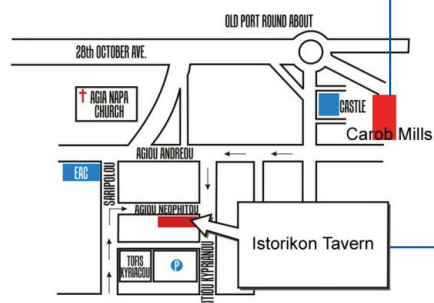 OLD PORT ROUND ABOUT
28th OCTOBER AVE.
† AGIA NAPA
CHURCH
CASTLE
Carob Mills
AGIOU ANDREOU
EAC
SARIPOLOU
AGIOU NEOPHITOU
Istorikon Tavern
TOFIS
KYRIACOU
P
ITIOU KYPRIANOU